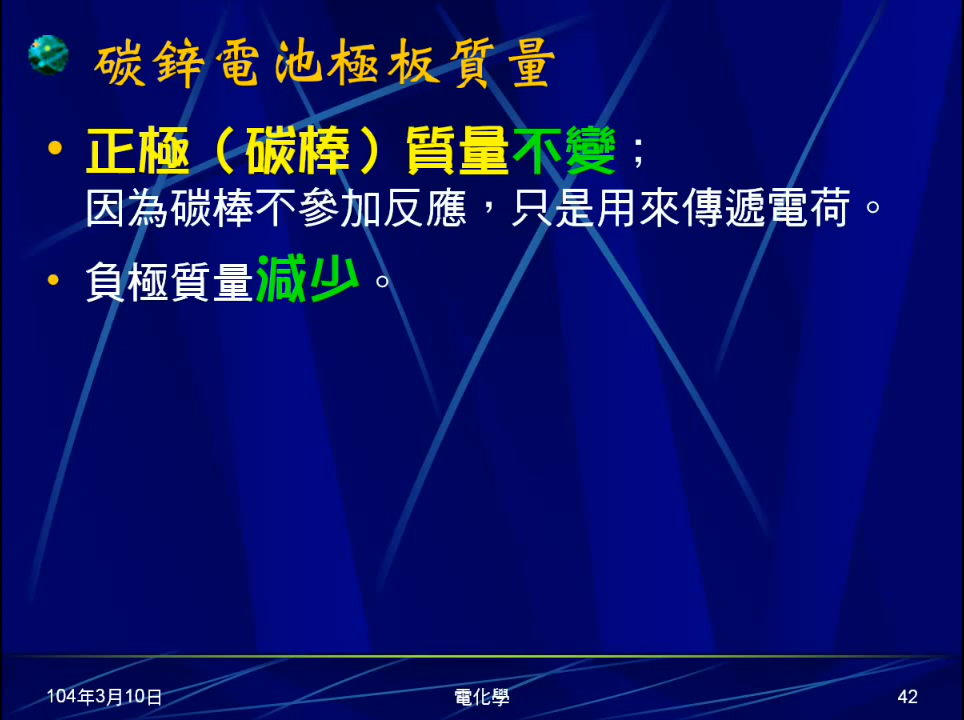 碳鋅電池極板質量
• 正極（碳棒）質量不變；
因為碳棒不參加反應，只是用來傳遞電荷。
• 負極質量減少。
104年3月10日
電化學
42